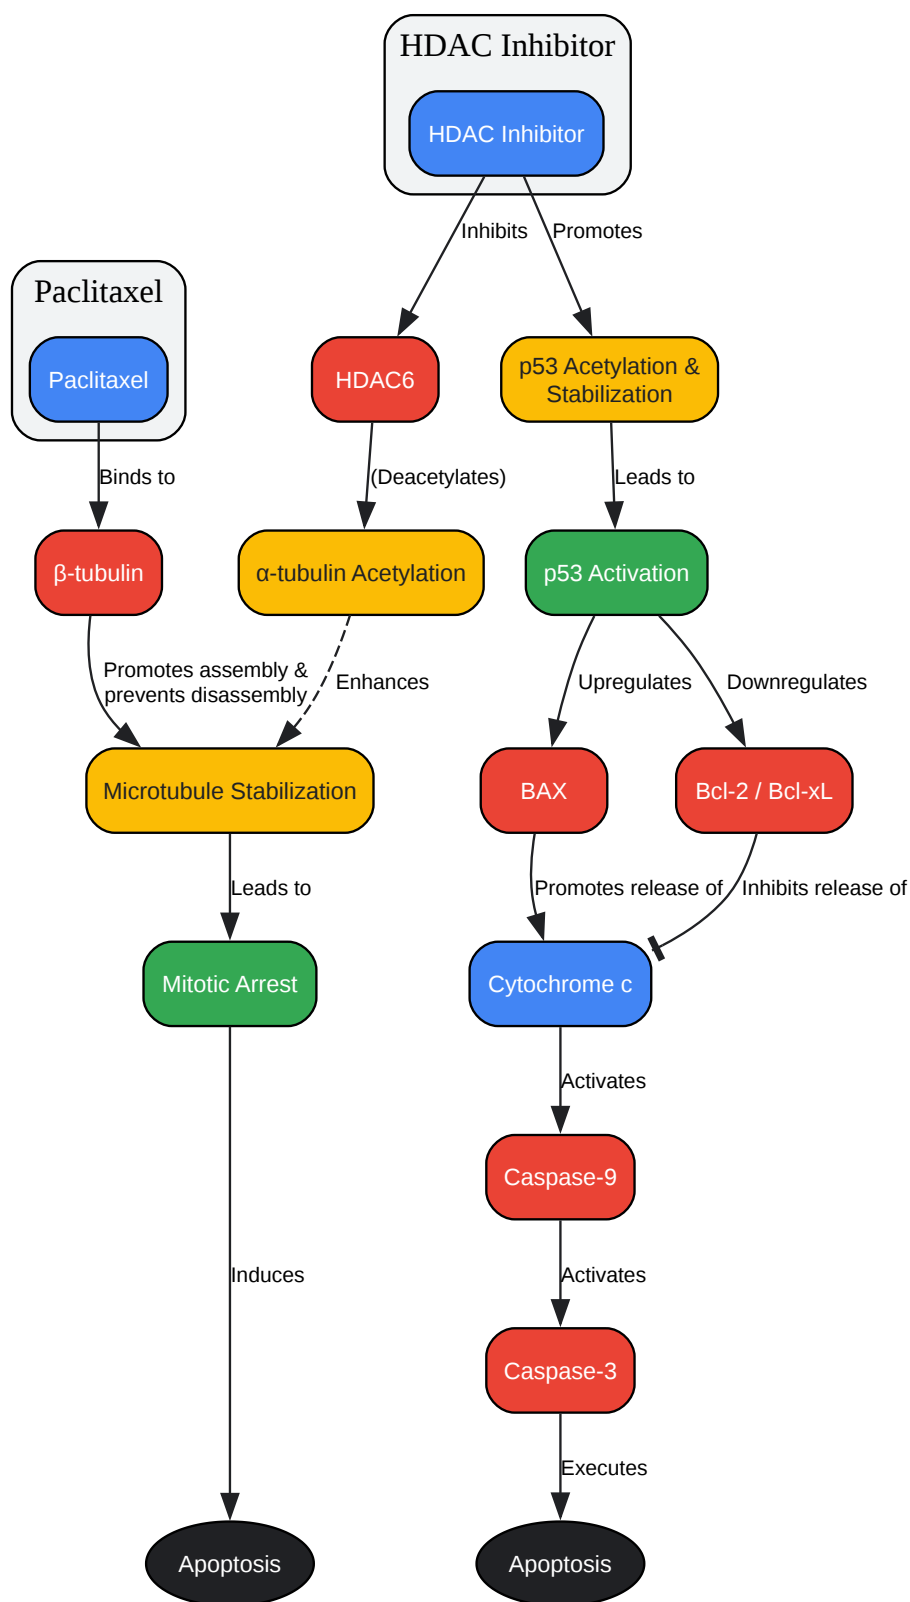 HDAC Inhibitor
HDAC Inhibitor
Inhibits
Promotes
Paclitaxel
Paclitaxel
HDAC6
p53 Acetylation &
Stabilization
Binds to
(Deacetylates)
Leads to
β-tubulin
α-tubulin Acetylation
p53 Activation
Promotes assembly &
prevents disassembly
Enhances
Upregulates
Downregulates
Microtubule Stabilization
BAX
Bcl-2 / Bcl-xL
Leads to
Promotes release of
Inhibits release of
Mitotic Arrest
Cytochrome c
Activates
Caspase-9
Induces
Activates
Caspase-3
Executes
Apoptosis
Apoptosis